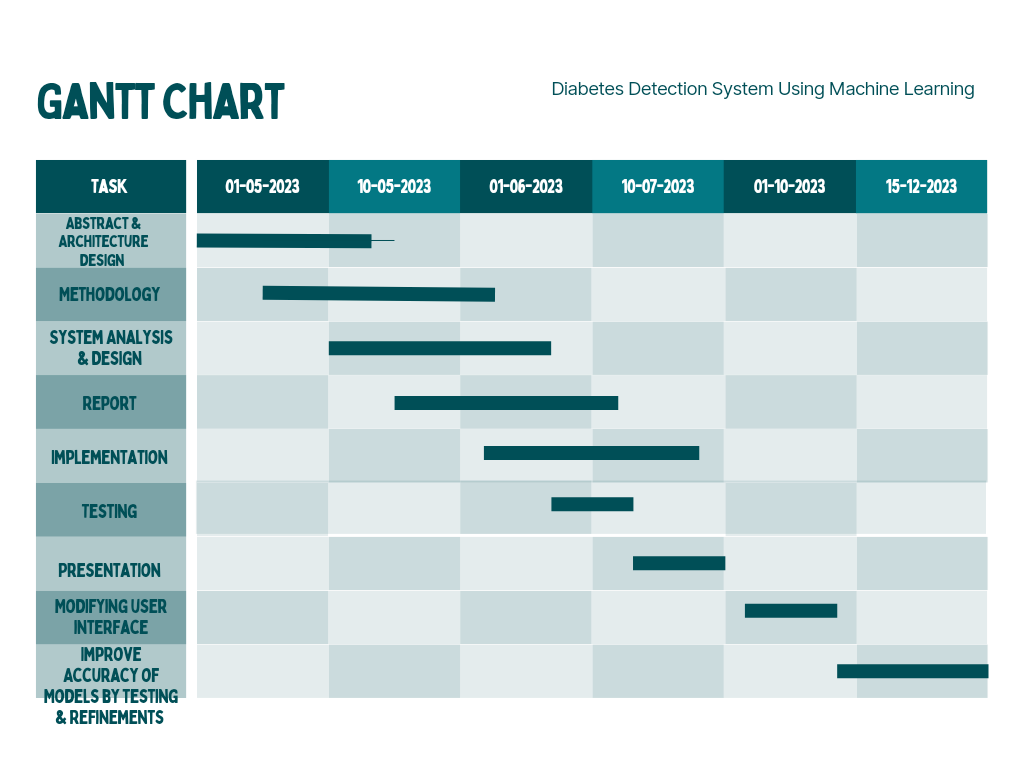 GANTT CHART
Diabetes Detection System Using Machine Learning
TASK
01-05-2023
10-05-2023
01-06-2023
10-07-2023
01-10-2023
15-12-2023
ABSTRACT &
ARCHITECTURE
DESIGN
METHODOLOGY
SYSTEM ANALYSIS
& DESIGN
REPORT
IMPLEMENTATION
TESTING
PRESENTATION
MODIFYING USER
INTERFACE
IMPROVE
ACCURACY OF
MODELS BY TESTING
& REFINEMENTS